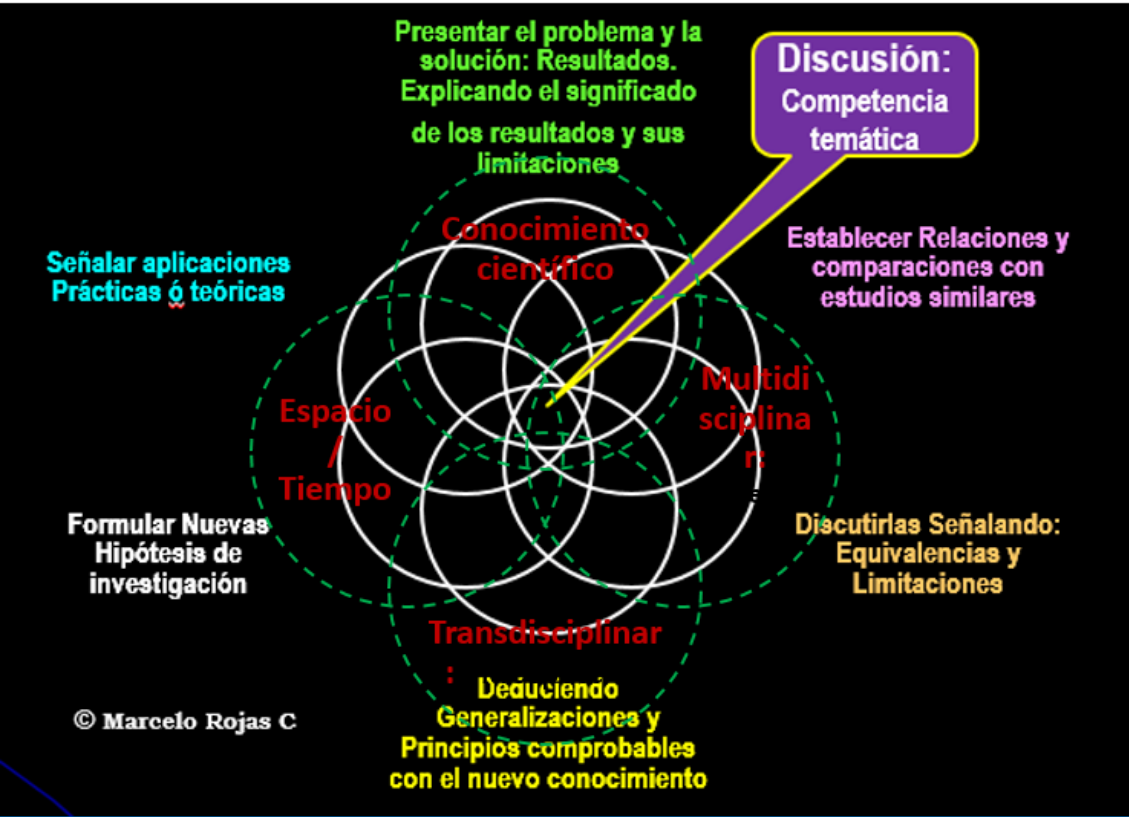 Presentar el problema y la
solución: Resultados.
Explicando el significado
de los resultados y sus
limitaciones
Discusión:
Competencia
temática
Conocimiento
científico
Establecer Relaciones y
comparaciones con
estudios similares
Señalar aplicaciones
Prácticas ó teóricas
Multidi
sciplina
r:
Espacio
/
Tiempo
Formular Nuevas
Hipótesis de
investigación
Discutirlas Señalando:
Equivalencias y
Limitaciones
Transdisciplinar
:
Deduciendo
Generalizaciones y
Principios comprobables
con el nuevo conocimiento
© Marcelo Rojas C